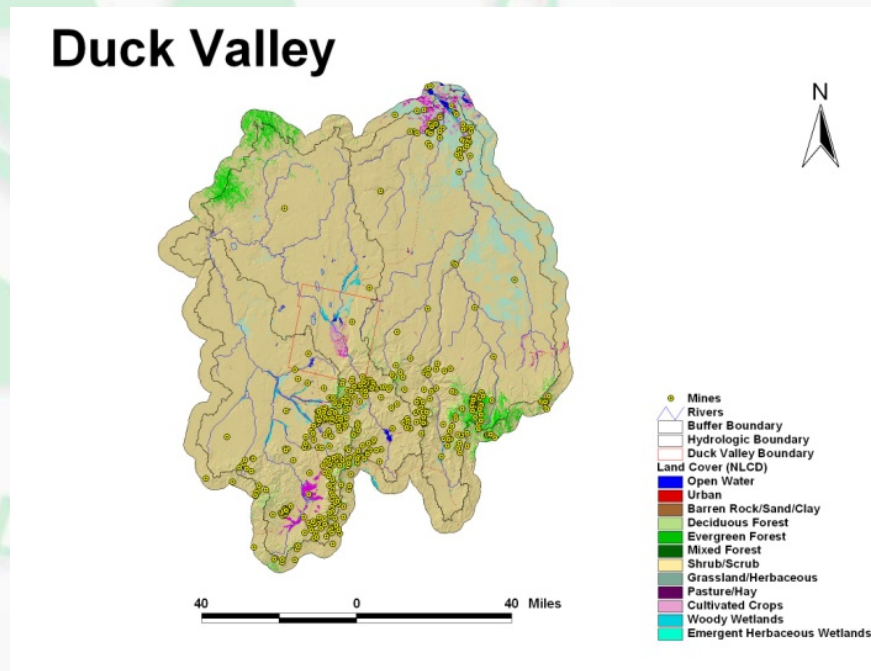 Duck Valley
N
Mines
Rivers
Buffer Boundary
Hydrologic Boundary
Duck Valley Boundary
Land Cover (NLCD)
Open Water
Urban
Barren Rock/Sand/Clay
Deciduous Forest
Evergreen Forest
Mixed Forest
Shrub/Scrub
Grassland/Herbaceous
Pasture/Hay
Cultivated Crops
Woody Wetlands
Emergent Herbaceous Wetlands
40 0 40 Miles